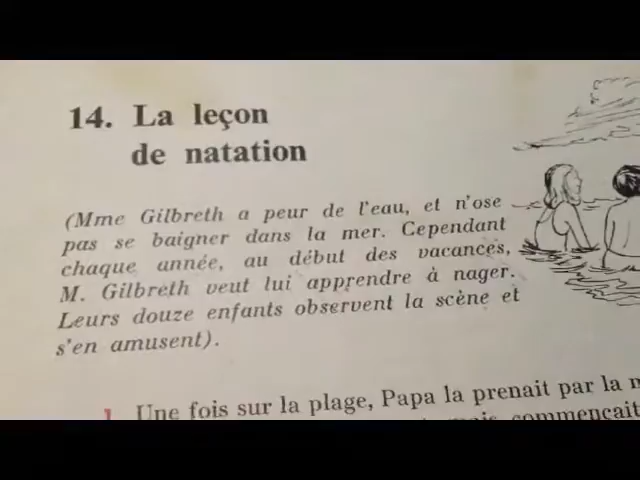 14. La leçon
de natation
(Mme Gilbreth a peur de l'eau, et n'ose
pas se baigner dans la mer. Cependant
chaque année, au début des vacances,
M. Gilbreth veut lui apprendre à nager.
Leurs douze enfants observent la scène et
s'en amusent).
1 Une fois sur la plage, Papa la prenait par la
commençait